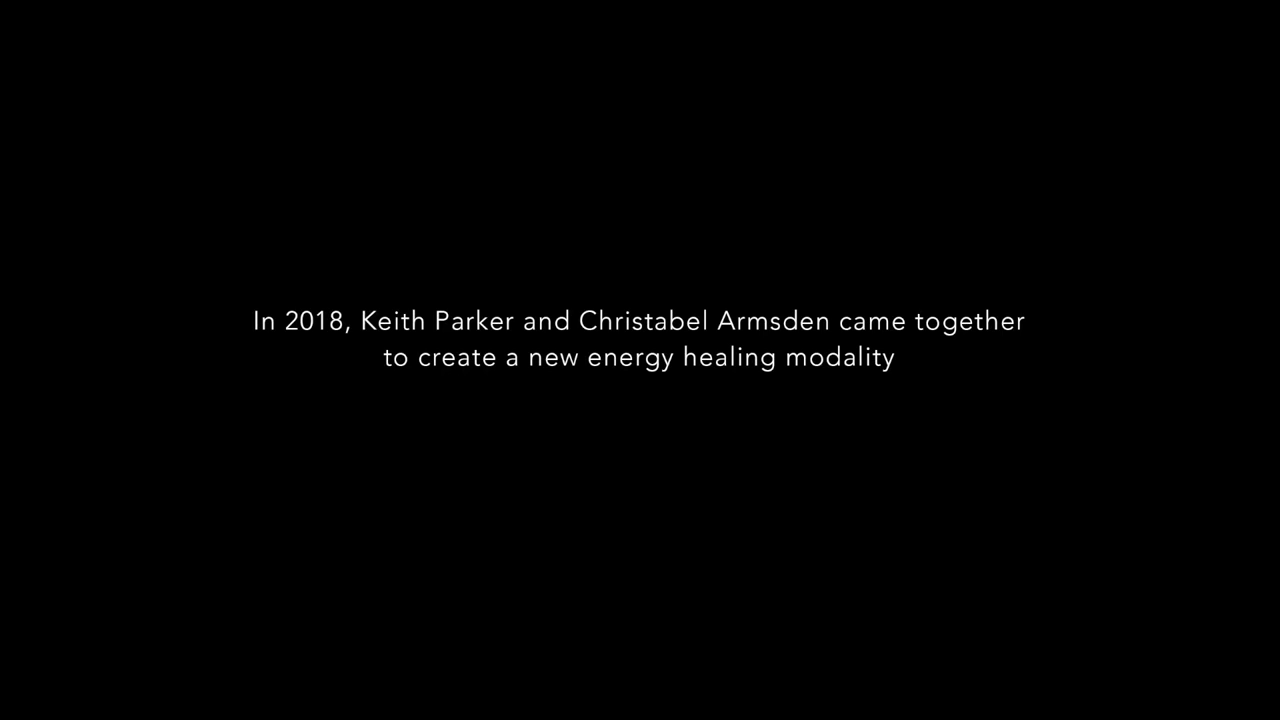 In 2018, Keith Parker and Christabel Armsden came together
to create a new energy healing modality